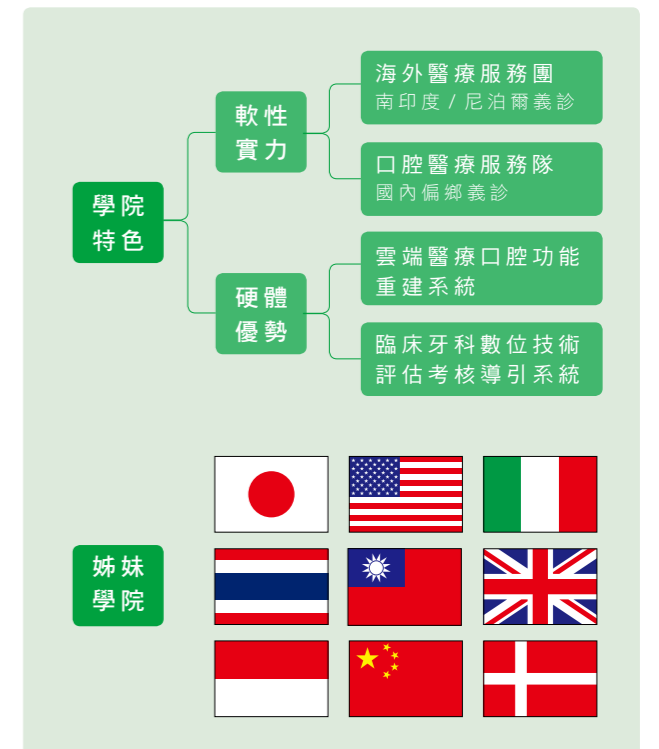 學院
特色
軟性
實力
海外醫療服務團
南印度 / 尼泊爾義診
口腔醫療服務隊
國內偏鄉義診
硬體
優勢
雲端醫療口腔功能
重建系統
臨床牙科數位技術
評估考核導引系統
姊妹
學院